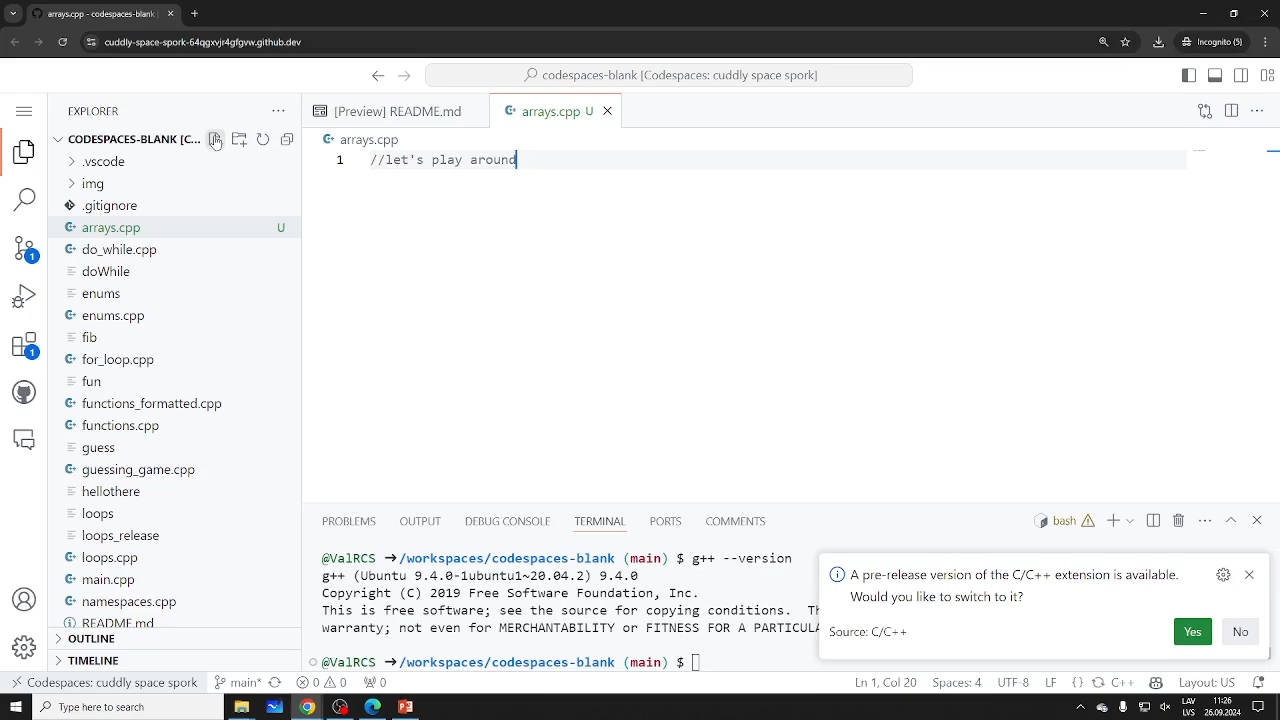 arrays.cpp - codespaces-blank
cuddly-space-spork-64qgxvjr4gfgvw.github.dev
Incognito (5)
codespaces-blank [Codespaces: cuddly space spork]
EXPLORER
[Preview] README.md
arrays.cpp U
CODESPACES-BLANK [C...
arrays.cpp
.vscode
1 //let's play around
img
.gitignore
arrays.cpp U
do_while.cpp
1
doWhile
enums
enums.cpp
fib
1
for_loop.cpp
fun
functions_formatted.cpp
functions.cpp
guess
guessing_game.cpp
hellothere
loops
loops_release
loops.cpp
main.cpp
namespaces.cpp
README.md
OUTLINE
TIMELINE
PROBLEMS OUTPUT DEBUG CONSOLE TERMINAL PORTS COMMENTS
bash
@ValRCS ➜/workspaces/codespaces-blank (main) $ g++ --version
g++ (Ubuntu 9.4.0-1ubuntu1~20.04.2) 9.4.0
Copyright (C) 2019 Free Software Foundation, Inc.
This is free software; see the source for copying conditions.
warranty; not even for MERCHANTABILITY or FITNESS FOR A
@ValRCS ➜/workspaces/codespaces-blank (main) $
A pre-release version of the C/C++ extension is available.
Would you like to switch to it?
Source: C/C++
Yes
No
Codespaces: cuddly space spork main* 0 0 0
Ln 1, Col 20 Spaces: 4 UTF-8 LF {} C++ Layout: US
Type here to search
LAV
11:26
26.09.2024